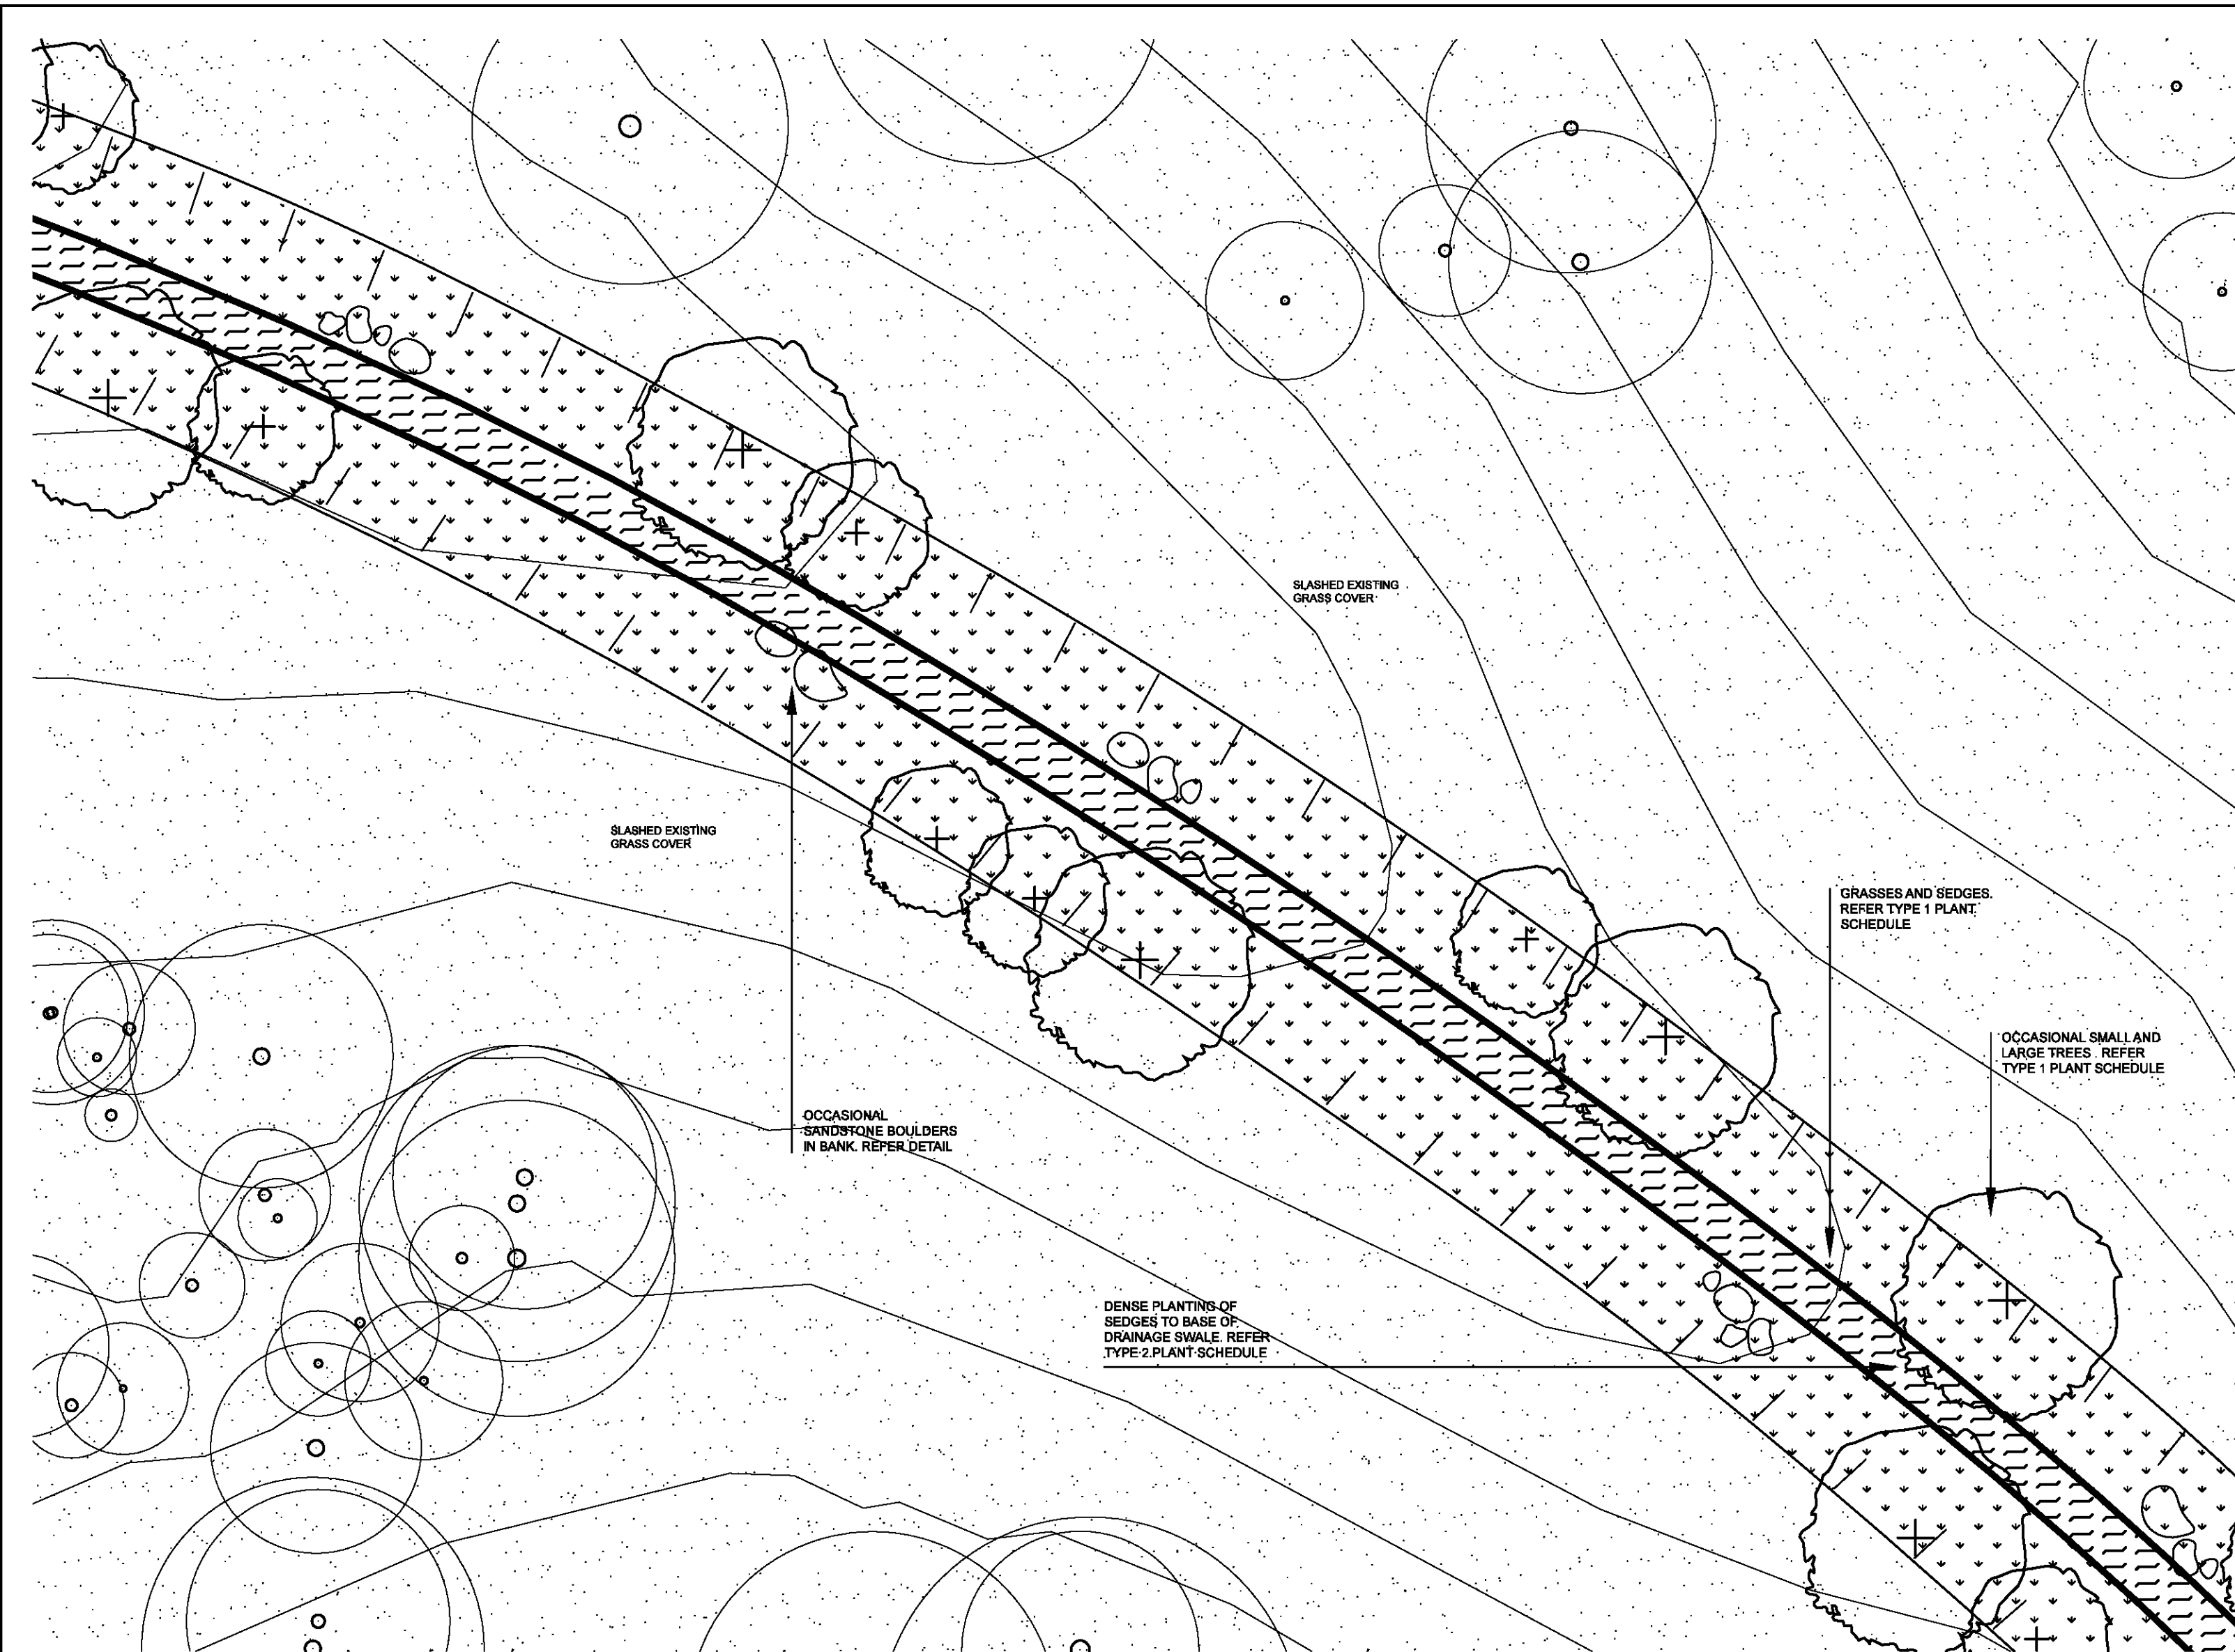 SLASHED EXISTING
GRASS COVER
SLASHED EXISTING
GRASS COVER
GRASSES AND SEDGES.
REFER TYPE 1 PLANT
SCHEDULE
OCCASIONAL SMALL AND
LARGE TREES . REFER
TYPE 1 PLANT SCHEDULE
OCCASIONAL
SANDSTONE BOULDERS
IN BANK. REFER DETAIL
DENSE PLANTING OF
SEDGES TO BASE OF
DRAINAGE SWALE. REFER
TYPE 2 PLANT SCHEDULE